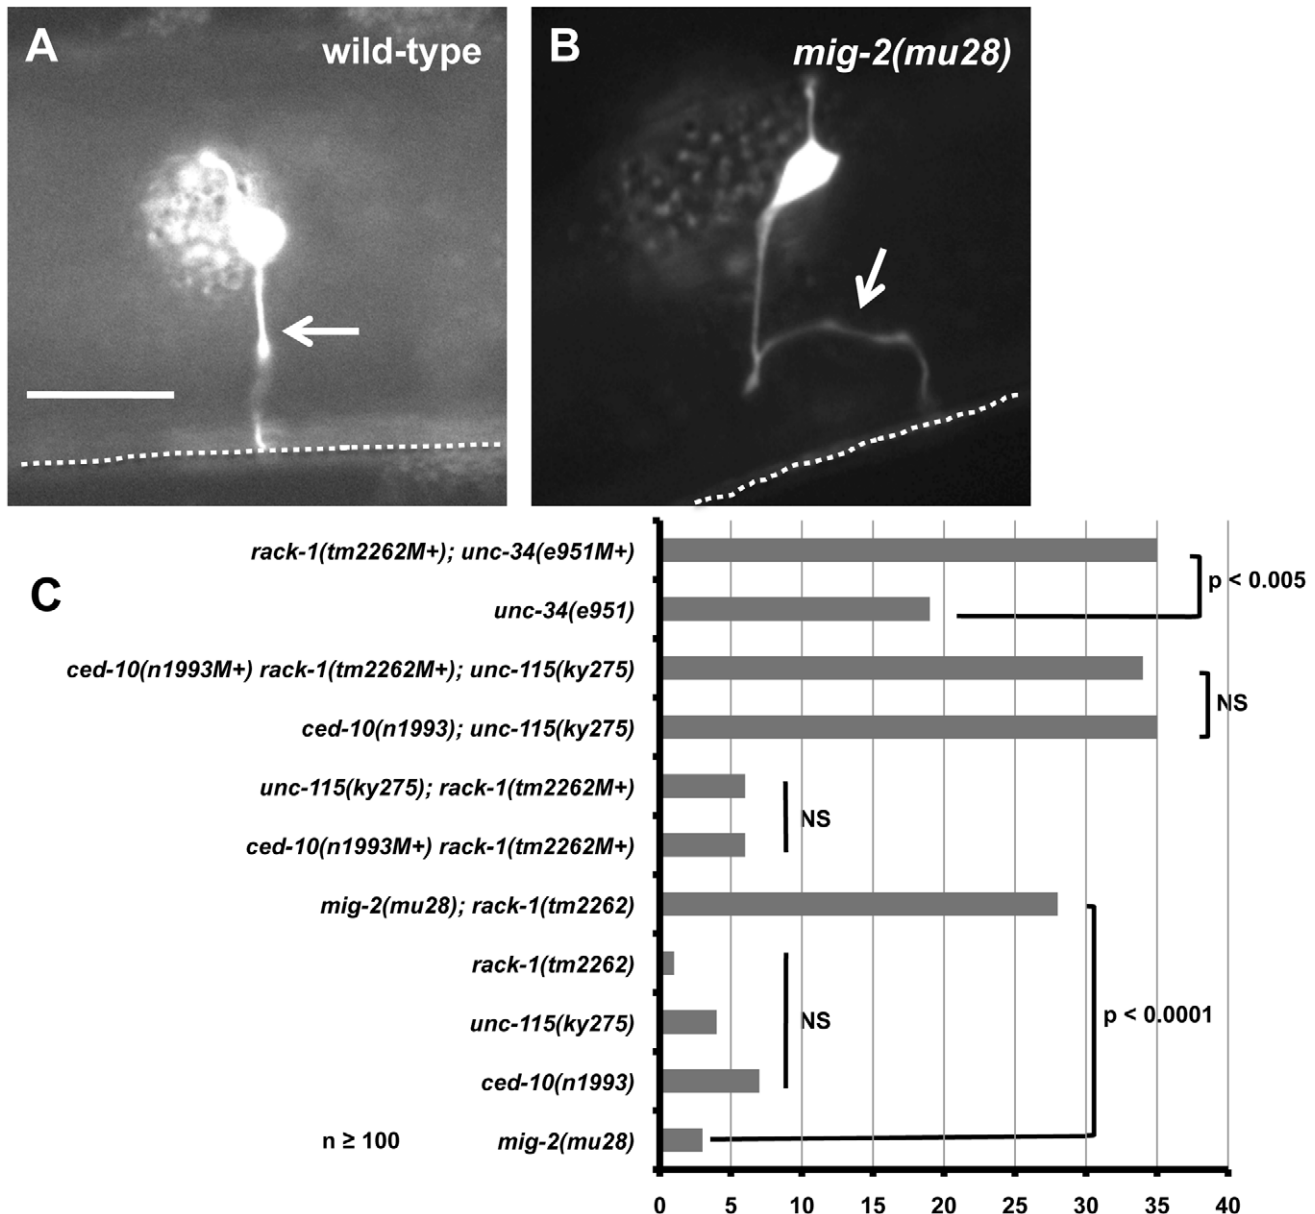 A
wild-type
B
mig-2(mu28)
C
rack-1(tm2262M+); unc-34(e951M+)
p < 0.005
unc-34(e951)
ced-10(n1993M+) rack-1(tm2262M+); unc-115(ky275)
NS
ced-10(n1993); unc-115(ky275)
unc-115(ky275); rack-1(tm2262M+)
NS
ced-10(n1993M+) rack-1(tm2262M+)
mig-2(mu28); rack-1(tm2262)
rack-1(tm2262)
unc-115(ky275)
NS
p < 0.0001
ced-10(n1993)
n ≥ 100
mig-2(mu28)
0 5 10 15 20 25 30 35 40